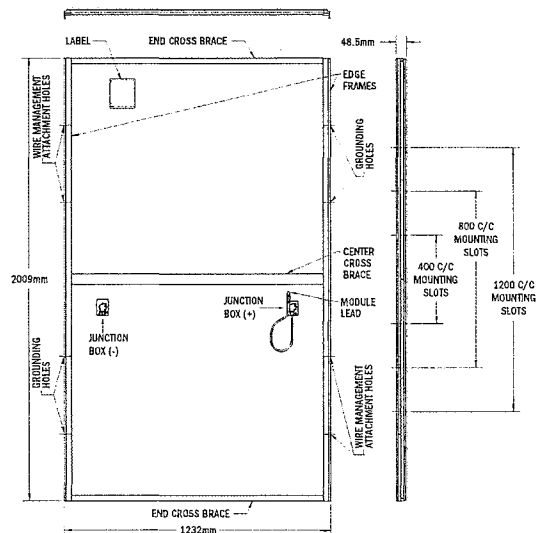 LABEL
END CROSS BRACE
48.5mm
EDGE
FRAMES
WIRE MANAGEMENT
ATTACHMENT HOLES
GROUNDING
HOLES
800 C/C
MOUNTING
SLOTS
CENTER
CROSS
BRACE
400 C/C
MOUNTING
SLOTS
1200 C/C
MOUNTING
SLOTS
2009mm
JUNCTION
BOX (+)
MODULE
LEAD
JUNCTION
BOX (-)
GROUNDING
HOLES
WIRE MANAGEMENT
ATTACHMENT HOLES
END CROSS BRACE
1232mm